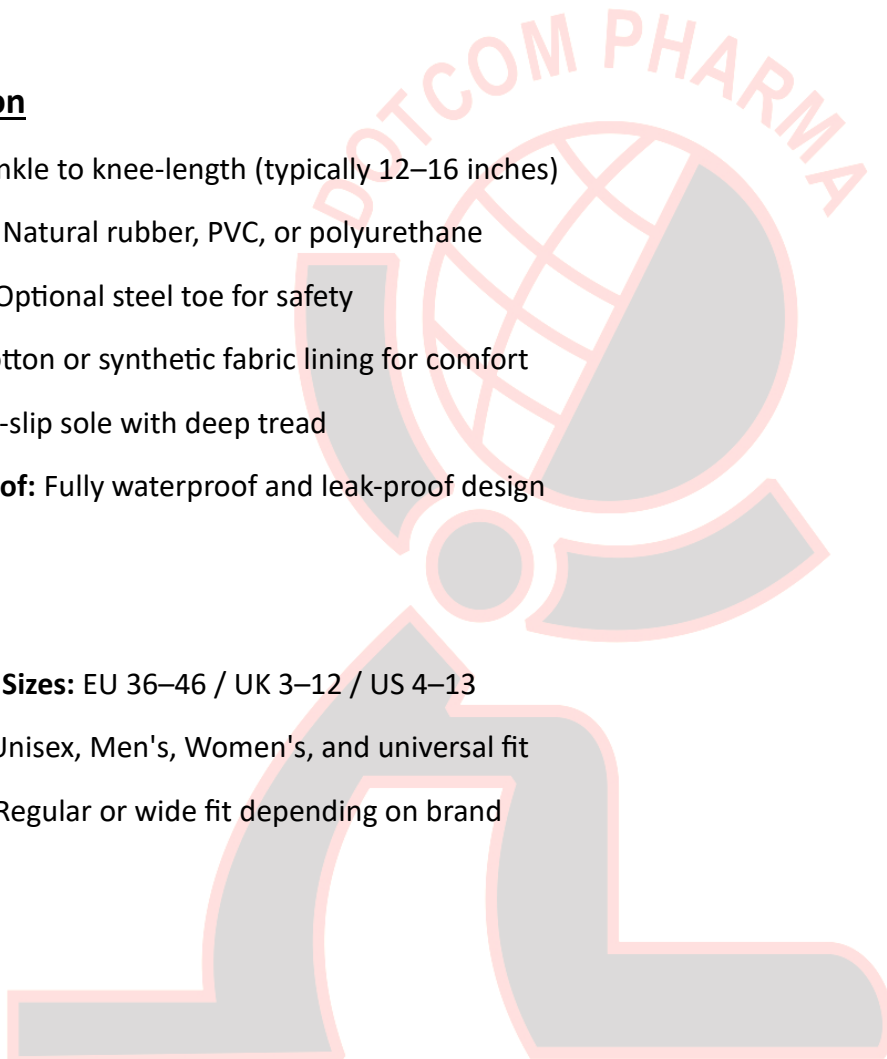 DOTCOM PHARMA
on
nkle to knee-length (typically 12–16 inches)
Natural rubber, PVC, or polyurethane
Optional steel toe for safety
tton or synthetic fabric lining for comfort
-slip sole with deep tread
of: Fully waterproof and leak-proof design
Sizes: EU 36–46 / UK 3–12 / US 4–13
Unisex, Men's, Women's, and universal fit
Regular or wide fit depending on brand